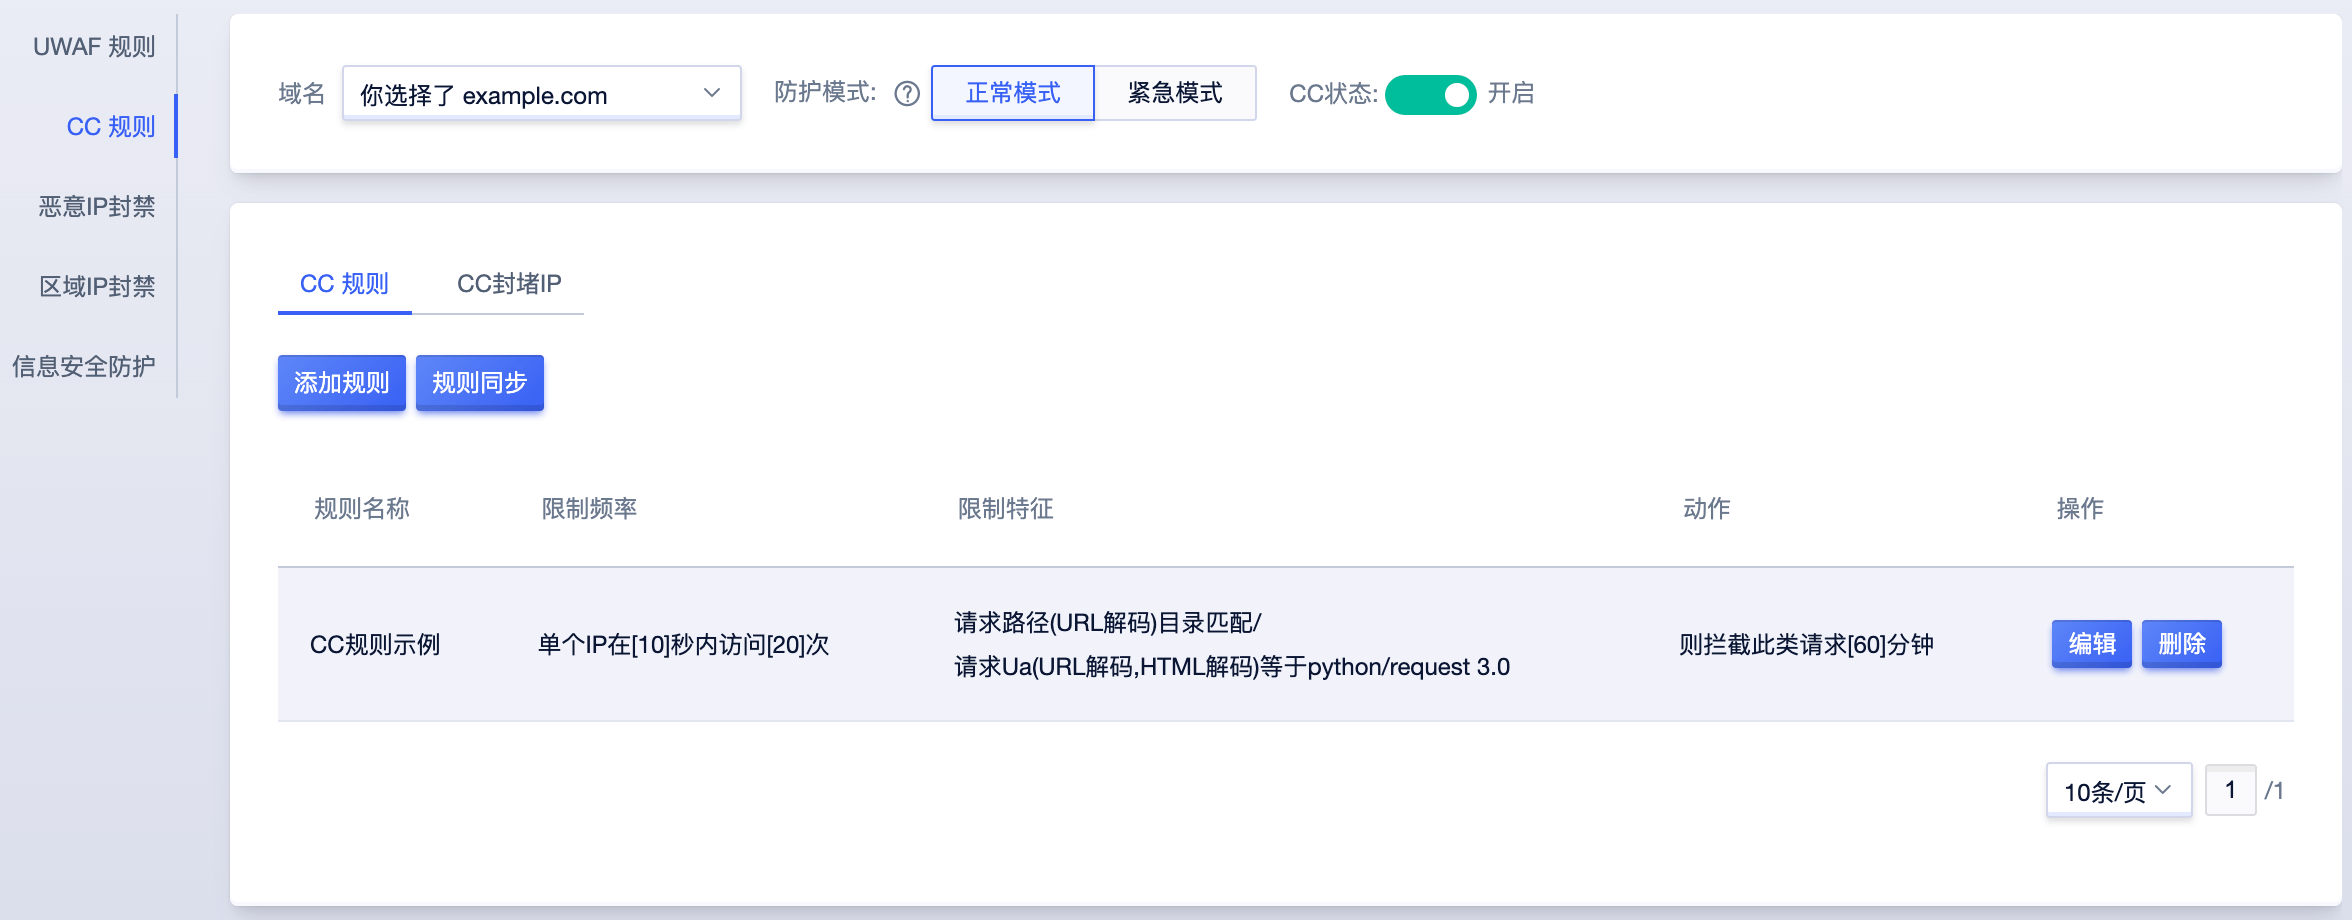 UWAF 规则
CC 规则
恶意IP封禁
区域IP封禁
信息安全防护
域名 你选择了 example.com 防护模式: ? 正常模式 紧急模式 CC状态: 开启
CC 规则 CC封堵IP
添加规则 规则同步
规则名称 限制频率 限制特征 动作 操作
CC规则示例 单个IP在[10]秒内访问[20]次 请求路径(URL解码)目录匹配/
请求Ua(URL解码,HTML解码)等于python/request 3.0 则拦截此类请求[60]分钟 编辑 删除
10条/页 1 /1